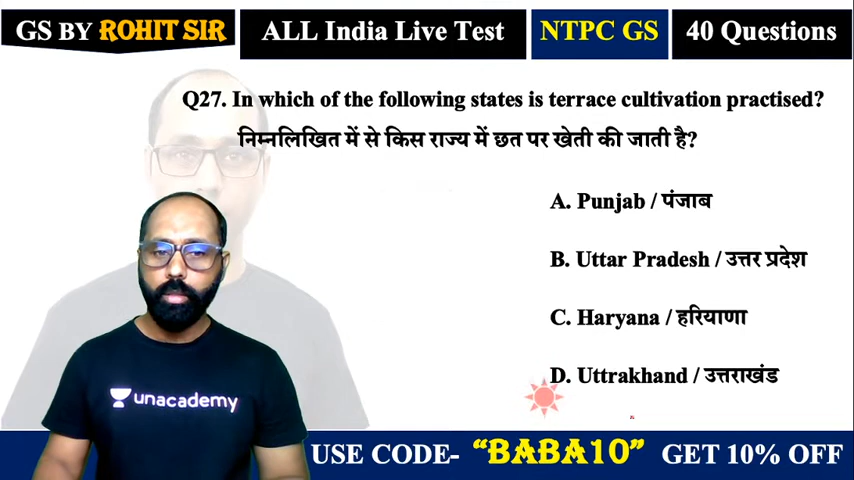 GS BY ROHIT SIR
ALL India Live Test
NTPC GS
40 Questions
Q27. In which of the following states is terrace cultivation practised?
निम्नलिखित में से किस राज्य में छत पर खेती की जाती है?
A. Punjab / पंजाब
B. Uttar Pradesh / उत्तर प्रदेश
C. Haryana / हरियाणा
D. Uttrakhand / उत्तराखंड
unacademy
USE CODE- “BABA10” GET 10% OFF